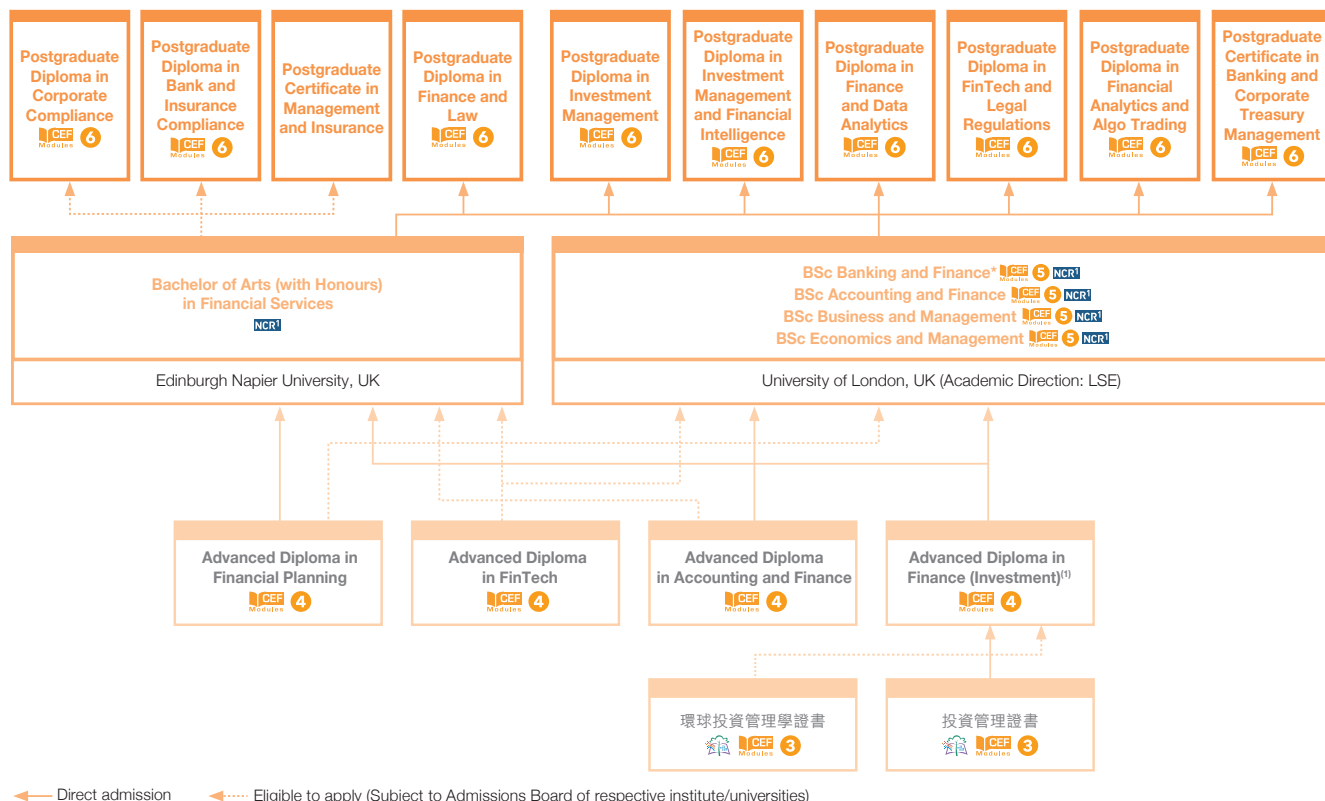 Postgraduate
Diploma in
Corporate
Compliance
CEF Modules 6
Postgraduate
Diploma in
Bank and
Insurance
Compliance
CEF Modules 6
Postgraduate
Certificate in
Management
and Insurance
Postgraduate
Diploma in
Finance and
Law
CEF Modules 6
Postgraduate
Diploma in
Investment
Management
CEF Modules 6
Postgraduate
Diploma in
Investment
Management
and Financial
Intelligence
CEF Modules 6
Postgraduate
Diploma in
Finance
and Data
Analytics
CEF Modules 6
Postgraduate
Diploma in
FinTech and
Legal
Regulations
CEF Modules 6
Postgraduate
Diploma in
Financial
Analytics and
Algo Trading
CEF Modules 6
Postgraduate
Certificate in
Banking and
Corporate
Treasury
Management
CEF Modules 6
Bachelor of Arts (with Honours)
in Financial Services
NCR¹
Edinburgh Napier University, UK
BSc Banking and Finance* CEF Modules 5 NCR¹
BSc Accounting and Finance CEF Modules 5 NCR¹
BSc Business and Management CEF Modules 5 NCR¹
BSc Economics and Management CEF Modules 5 NCR¹
University of London, UK (Academic Direction: LSE)
Advanced Diploma in
Financial Planning
CEF Modules 4
Advanced Diploma
in FinTech
CEF Modules 4
Advanced Diploma
in Accounting and Finance
CEF Modules 4
Advanced Diploma in
Finance (Investment)⁽¹⁾
CEF Modules 4
環球投資管理學證書
CEF Modules 3
投資管理證書
CEF Modules 3
Direct admission
Eligible to apply (Subject to Admissions Board of respective institute/universities)